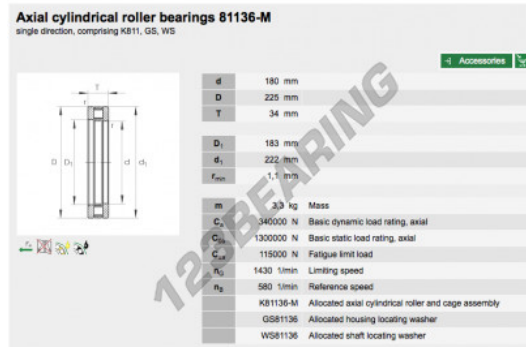 Axial cylindrical roller bearings 81136-M
single direction, comprising K811, GS, WS
Accessories
T
r
r
D D₁ d d₁
d 180 mm
D 225 mm
T 34 mm
D₁ 183 mm
d₁ 222 mm
rmin 1,1 mm
m 3,3 kg Mass
Ca 340000 N Basic dynamic load rating, axial
C0a 1300000 N Basic static load rating, axial
Cua 115000 N Fatigue limit load
nG 1430 1/min Limiting speed
nB 580 1/min Reference speed
K81136-M Allocated axial cylindrical roller and cage assembly
GS81136 Allocated housing locating washer
WS81136 Allocated shaft locating washer
123BEARING